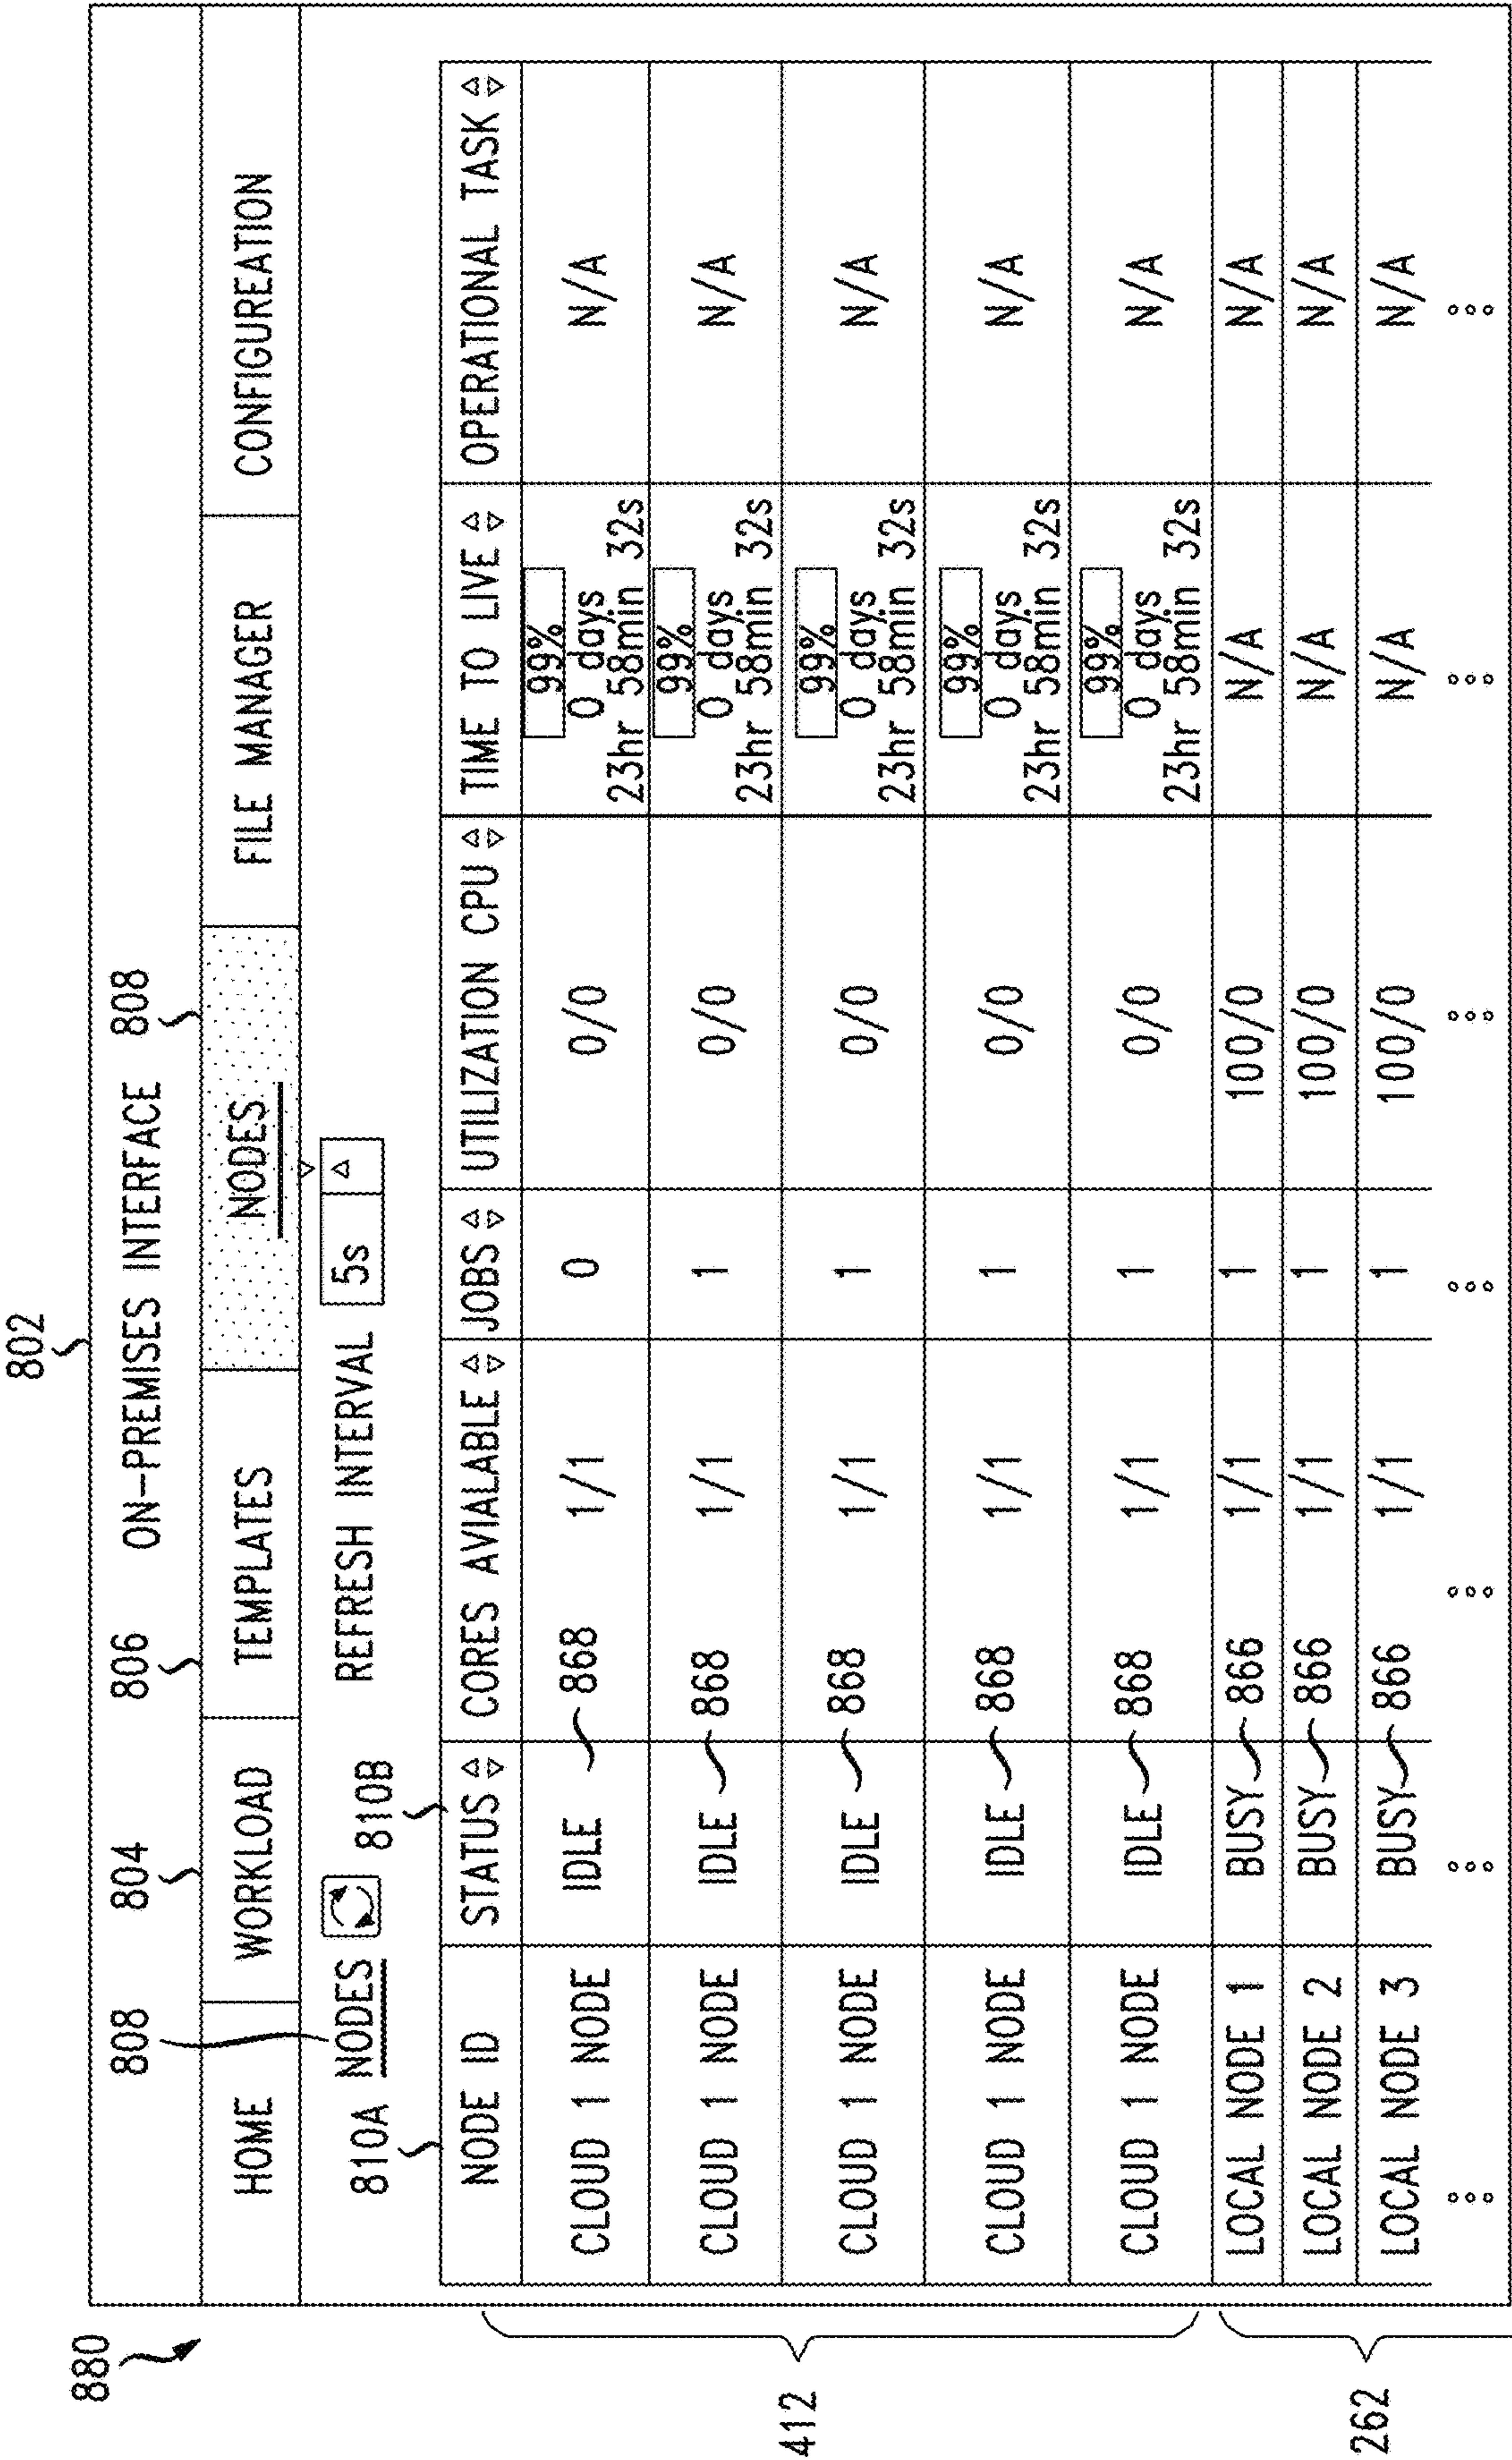 802
880
ON-PREMISES INTERFACE
808 804 806 808
HOME WORKLOAD TEMPLATES NODES FILE MANAGER CONFIGUREATION
810A NODES 810B REFRESH INTERVAL 5s
NODE ID STATUS CORES AVIALABLE JOBS UTILIZATION CPU TIME TO LIVE OPERATIONAL TASK
CLOUD 1 NODE IDLE 868 1/1 0 0/0 99% 0 days 23hr 58min 32s N/A
CLOUD 1 NODE IDLE 868 1/1 1 0/0 99% 0 days 23hr 58min 32s N/A
CLOUD 1 NODE IDLE 868 1/1 1 0/0 99% 0 days 23hr 58min 32s N/A
CLOUD 1 NODE IDLE 868 1/1 1 0/0 99% 0 days 23hr 58min 32s N/A
CLOUD 1 NODE IDLE 868 1/1 1 0/0 99% 0 days 23hr 58min 32s N/A
LOCAL NODE 1 BUSY 866 1/1 1 100/0 N/A N/A
LOCAL NODE 2 BUSY 866 1/1 1 100/0 N/A N/A
LOCAL NODE 3 BUSY 866 1/1 1 100/0 N/A N/A
412
262